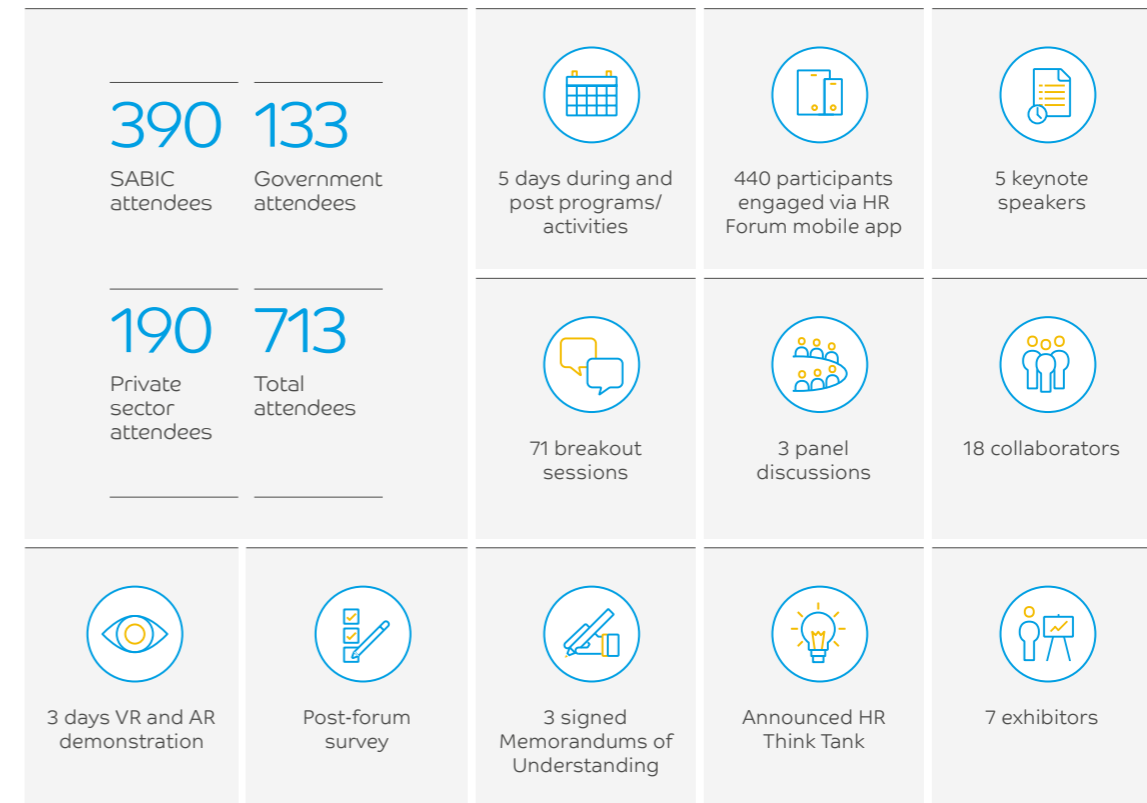 390
SABIC
attendees
133
Government
attendees
190
Private
sector
attendees
713
Total
attendees
5 days during and
post programs/
activities
440 participants
engaged via HR
Forum mobile app
5 keynote
speakers
71 breakout
sessions
3 panel
discussions
18 collaborators
3 days VR and AR
demonstration
Post-forum
survey
3 signed
Memorandums of
Understanding
Announced HR
Think Tank
7 exhibitors